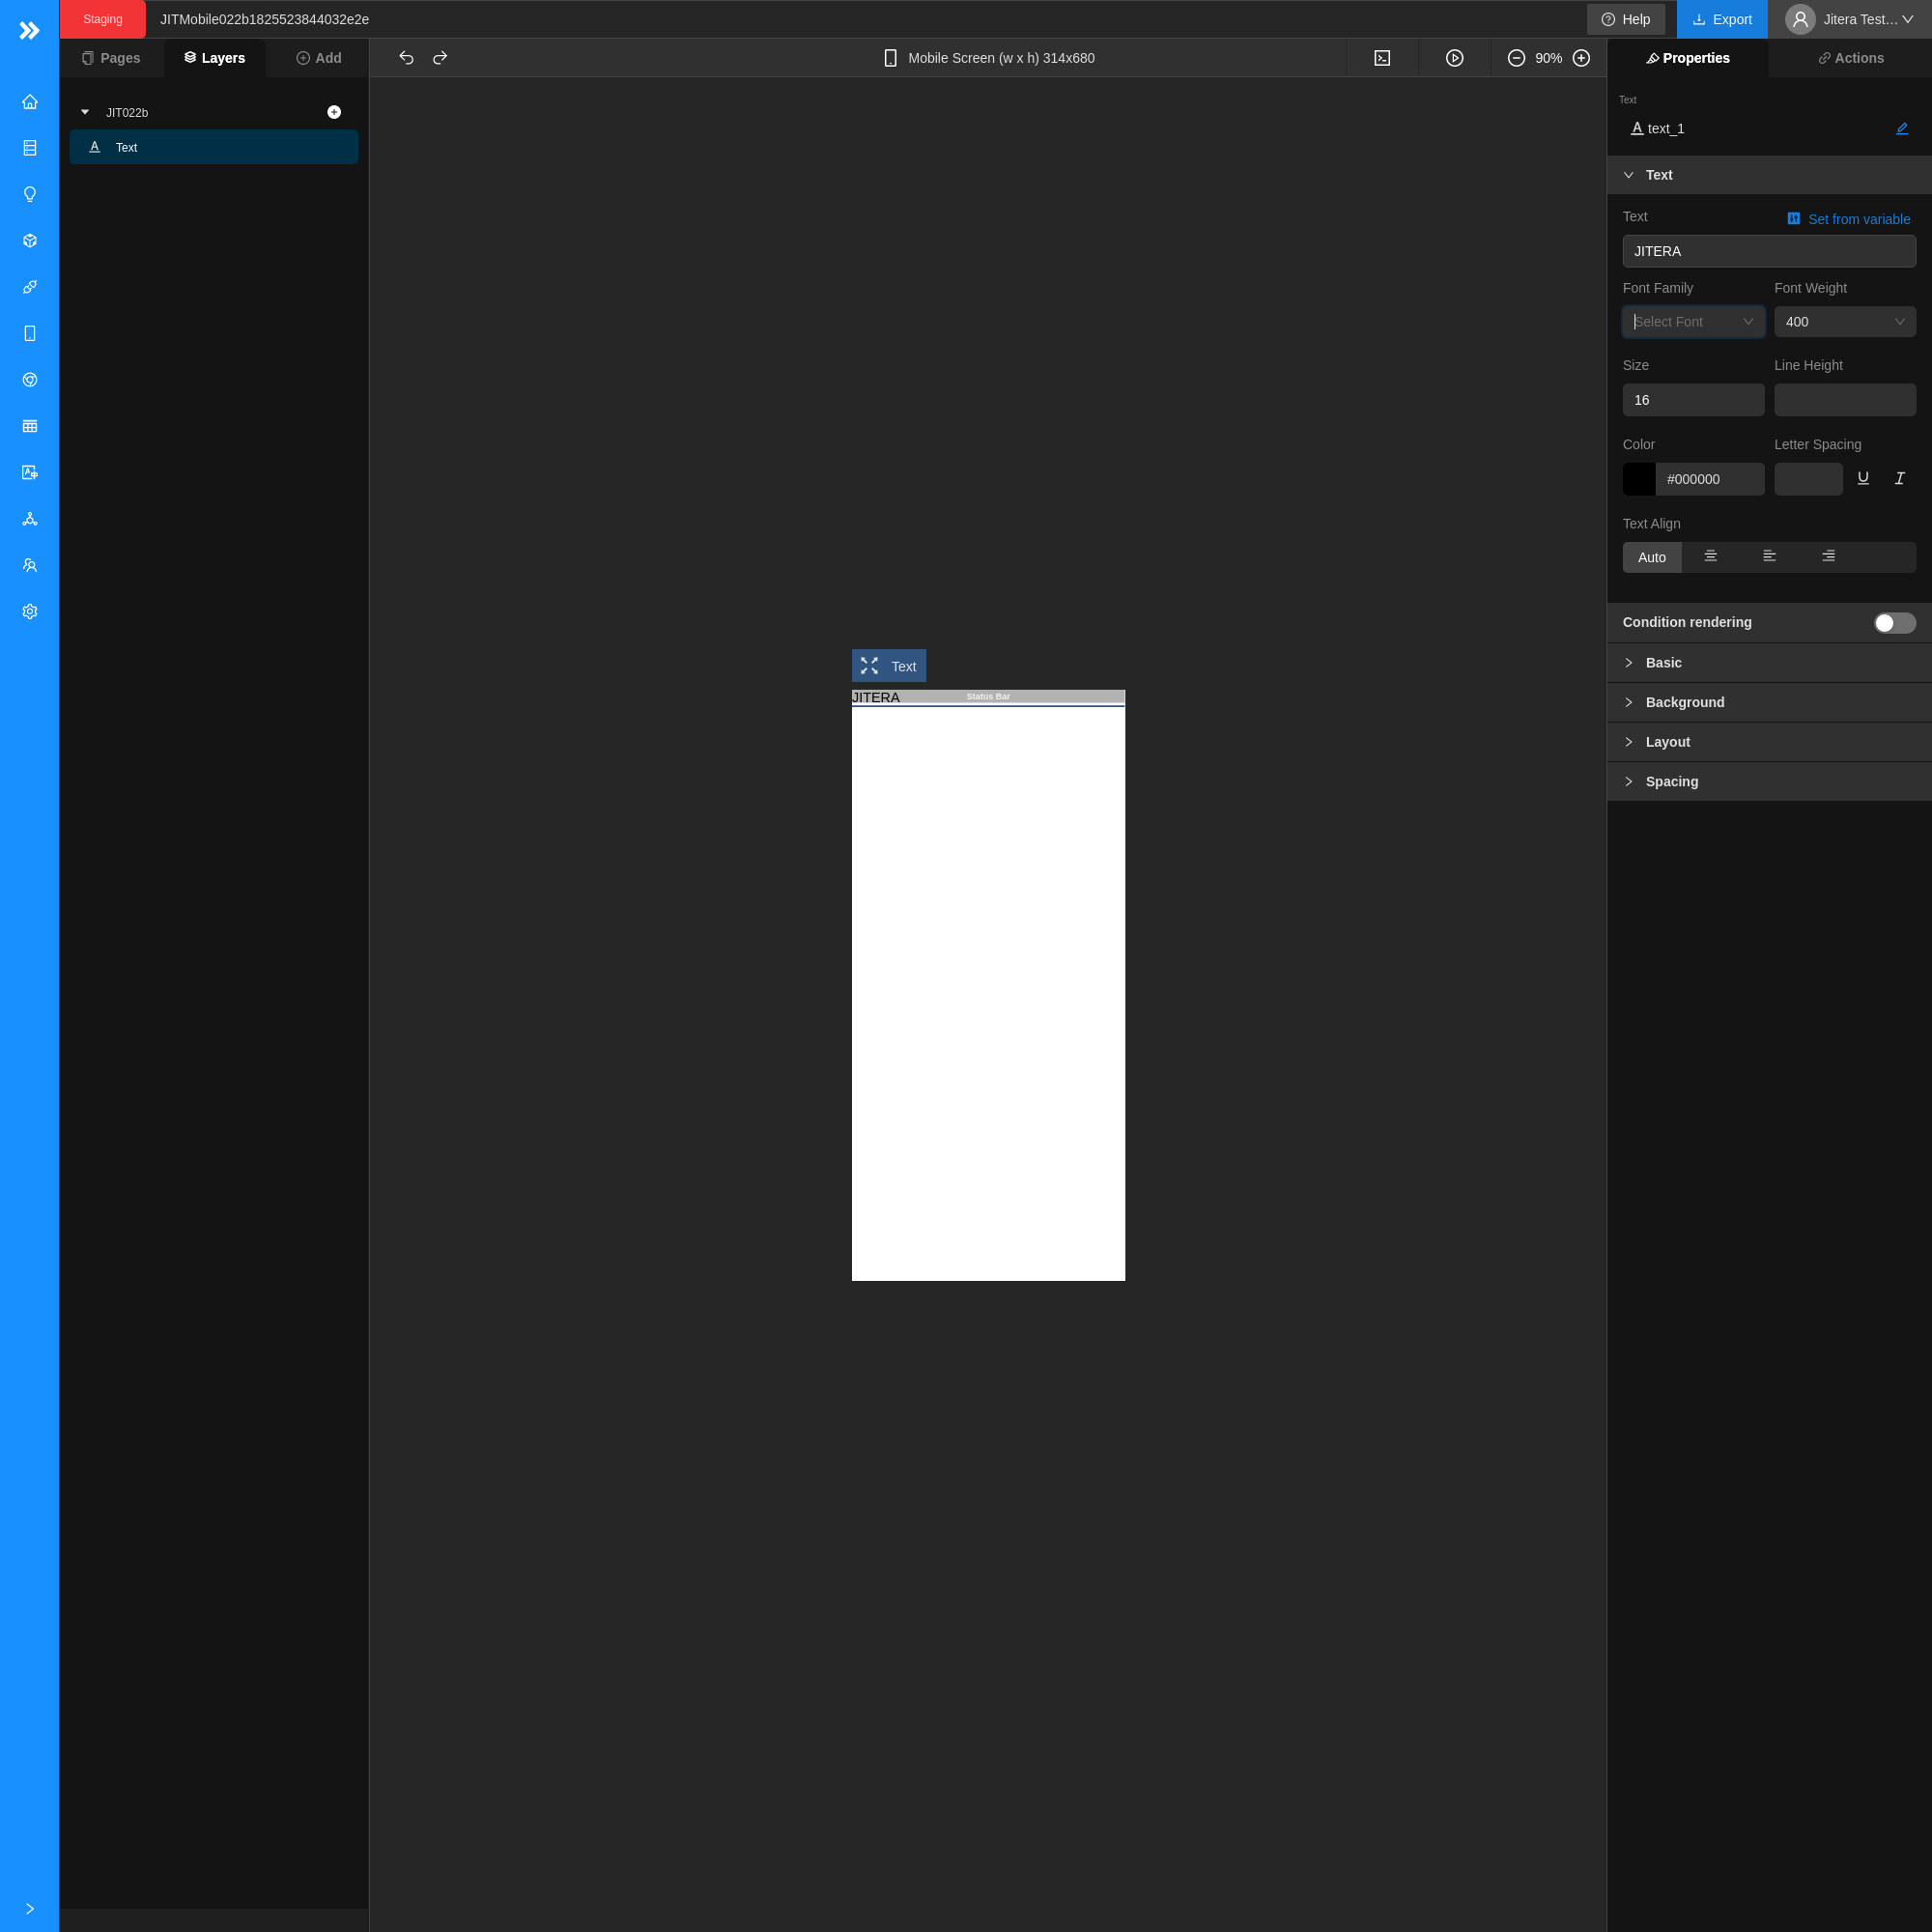 Staging
JITMobile022b1825523844032e2e
Help
Export
Jitera Test...
Pages
Layers
Add
Mobile Screen (w x h) 314x680
90%
Properties
Actions
JIT022b
Text
Text
A text_1
Text
Text
Set from variable
JITERA
Font Family
Font Weight
Select Font
400
Size
Line Height
16
Color
Letter Spacing
#000000
Text Align
Auto
Condition rendering
Basic
Background
Layout
Spacing
Text
JITERA
Status Bar